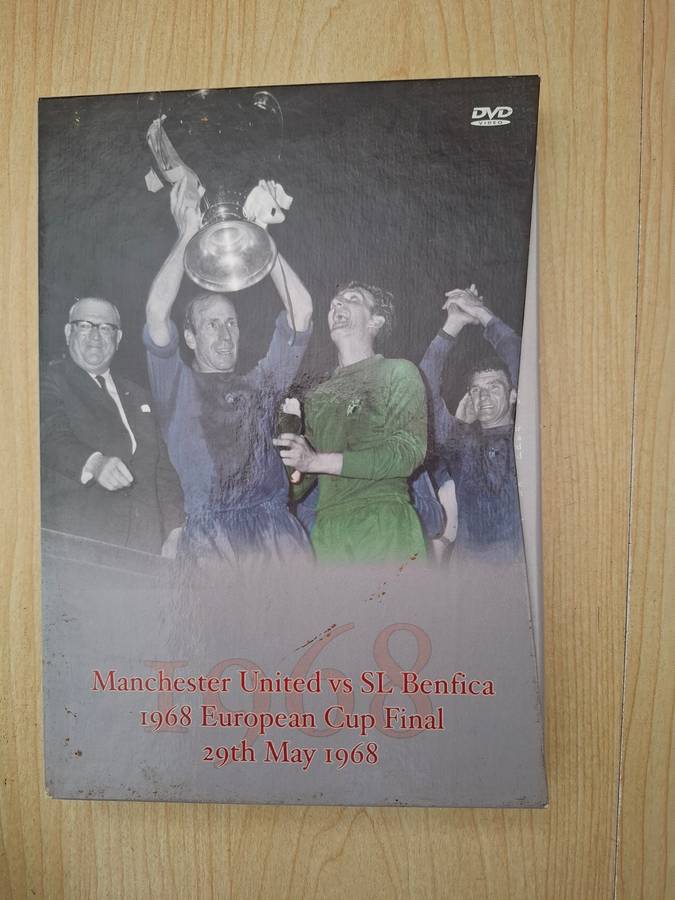 DVD
VIDEO
1968
Manchester United vs SL Benfica
1968 European Cup Final
29th May 1968